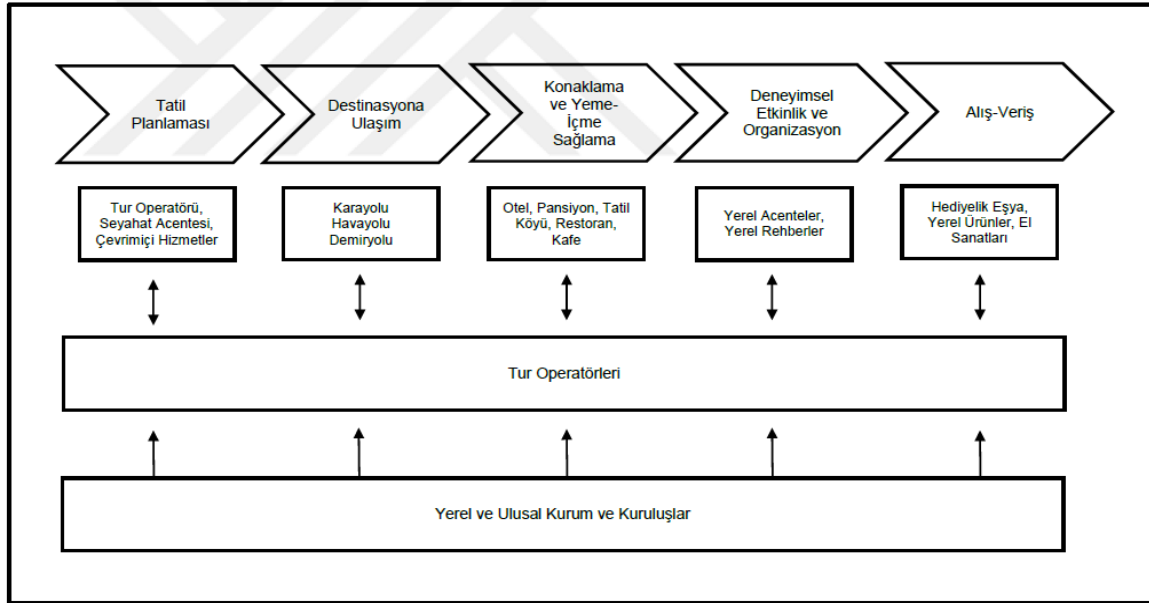 Tatil
Planlaması
Destinasyona
Ulaşım
Konaklama
ve Yeme-
İçme
Sağlama
Deneyimsel
Etkinlik ve
Organizasyon
Alış-Veriş
Tur Operatörü,
Seyahat Acentesi,
Çevrimiçi Hizmetler
Karayolu
Havayolu
Demiryolu
Otel, Pansiyon, Tatil
Köyü, Restoran,
Kafe
Yerel Acenteler,
Yerel Rehberler
Hediyelik Eşya,
Yerel Ürünler, El
Sanatları
Tur Operatörleri
Yerel ve Ulusal Kurum ve Kuruluşlar